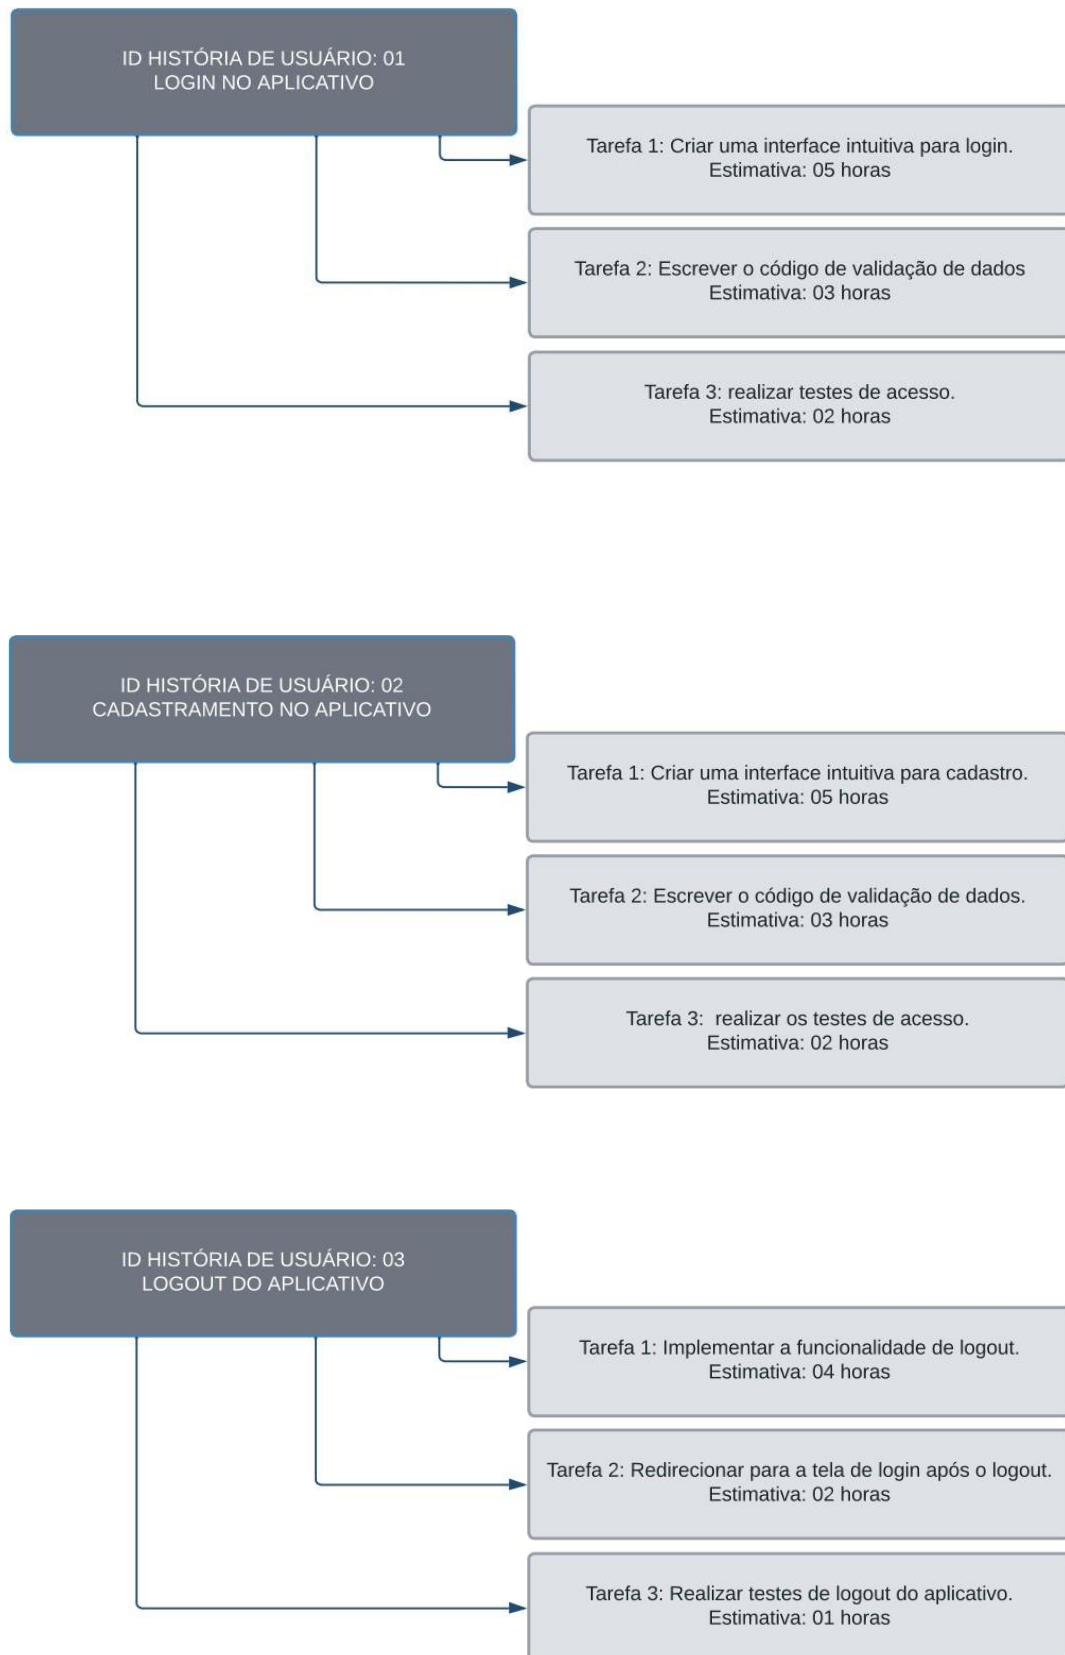 ID HISTÓRIA DE USUÁRIO: 01
LOGIN NO APLICATIVO
Tarefa 1: Criar uma interface intuitiva para login.
Estimativa: 05 horas
Tarefa 2: Escrever o código de validação de dados
Estimativa: 03 horas
Tarefa 3: realizar testes de acesso.
Estimativa: 02 horas
ID HISTÓRIA DE USUÁRIO: 02
CADASTRAMENTO NO APLICATIVO
Tarefa 1: Criar uma interface intuitiva para cadastro.
Estimativa: 05 horas
Tarefa 2: Escrever o código de validação de dados.
Estimativa: 03 horas
Tarefa 3:  realizar os testes de acesso.
Estimativa: 02 horas
ID HISTÓRIA DE USUÁRIO: 03
LOGOUT DO APLICATIVO
Tarefa 1: Implementar a funcionalidade de logout.
Estimativa: 04 horas
Tarefa 2: Redirecionar para a tela de login após o logout.
Estimativa: 02 horas
Tarefa 3: Realizar testes de logout do aplicativo.
Estimativa: 01 horas